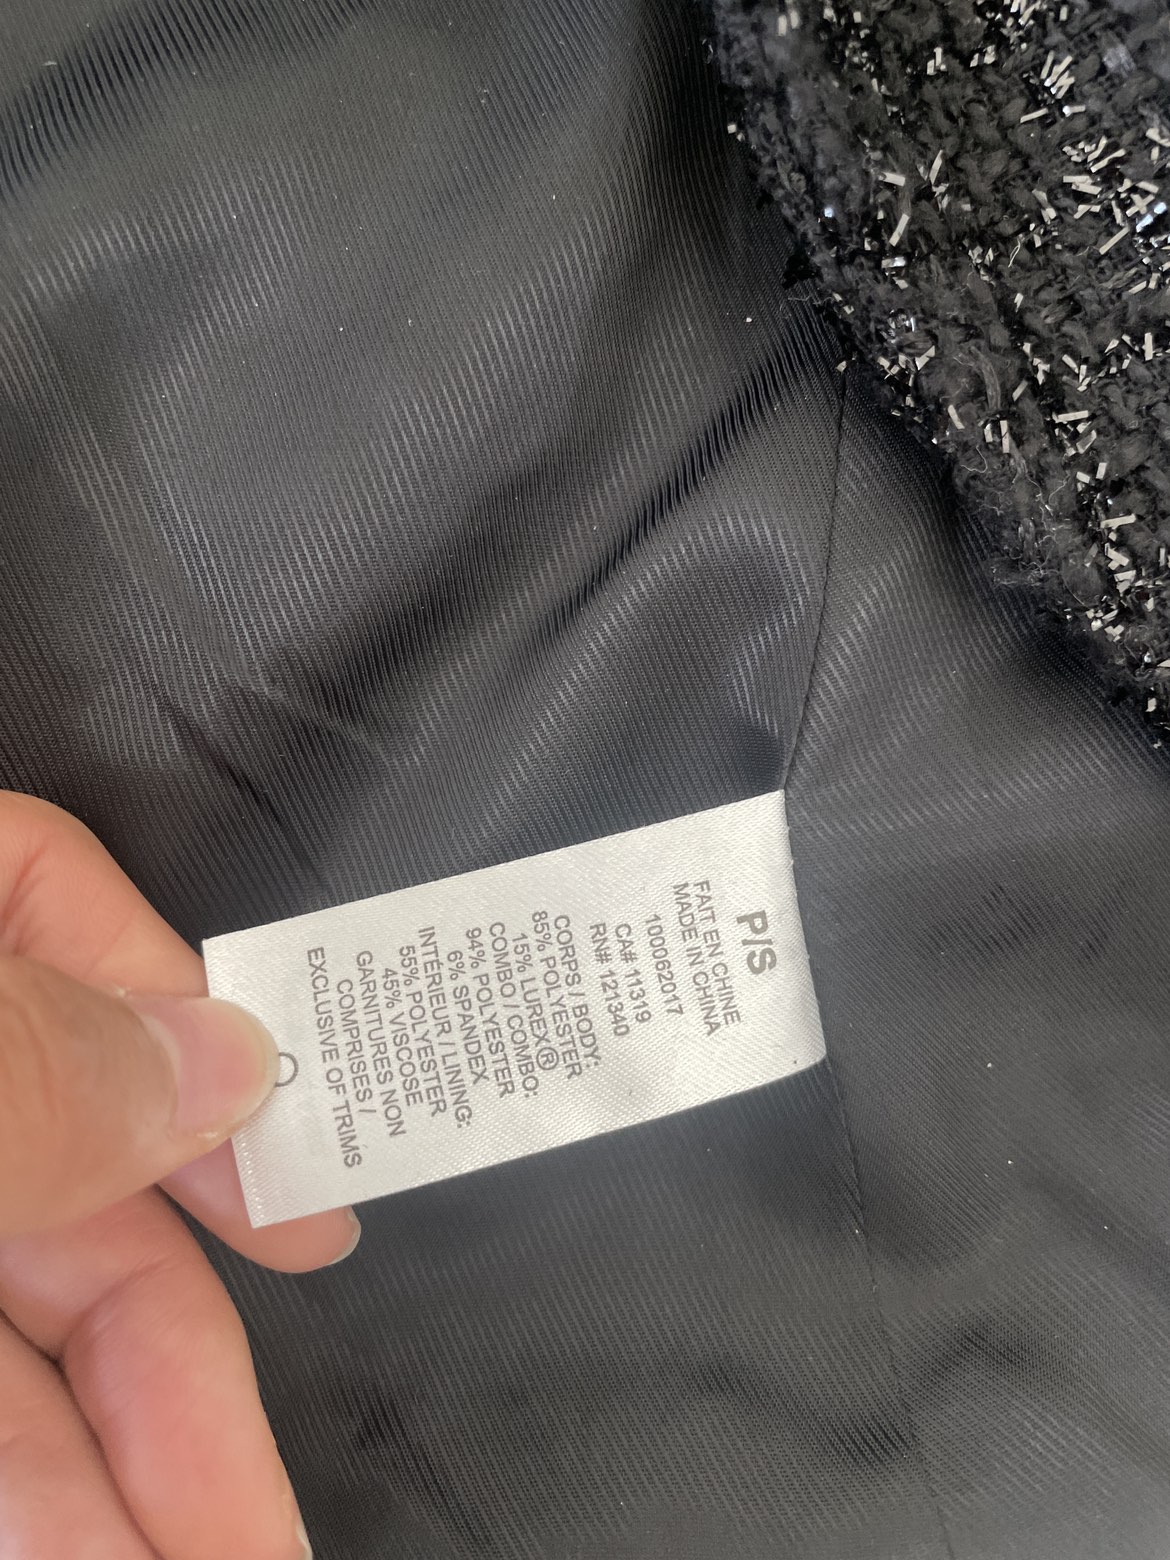 P/S
FAIT EN CHINE
MADE IN CHINA
100062017
CA# 11319
RN# 121340
CORPS / BODY:
85% POLYESTER
15% LUREX®
COMBO / COMBO:
94% POLYESTER
6% SPANDEX
INTÉRIEUR / LINING:
55% POLYESTER
45% VISCOSE
GARNITURES NON
COMPRISES /
EXCLUSIVE OF TRIMS